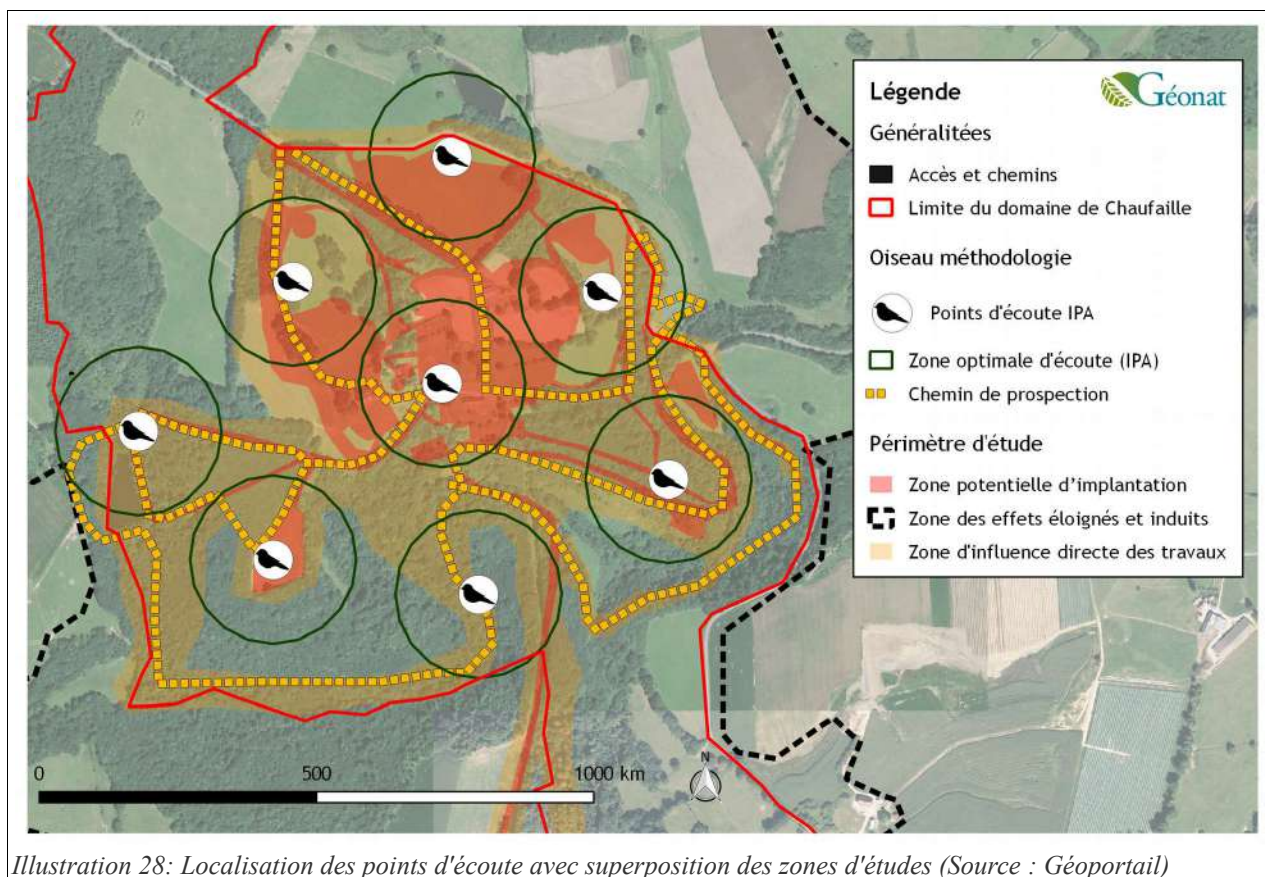 Légende
Géonat
Généralitées
Accès et chemins
Limite du domaine de Chaufaille
Oiseau méthodologie
Points d'écoute IPA
Zone optimale d'écoute (IPA)
Chemin de prospection
Périmètre d'étude
Zone potentielle d'implantation
Zone des effets éloignés et induits
Zone d'influence directe des travaux
0 500 1000 km
N
Illustration 28: Localisation des points d'écoute avec superposition des zones d'études (Source : Géoportail)